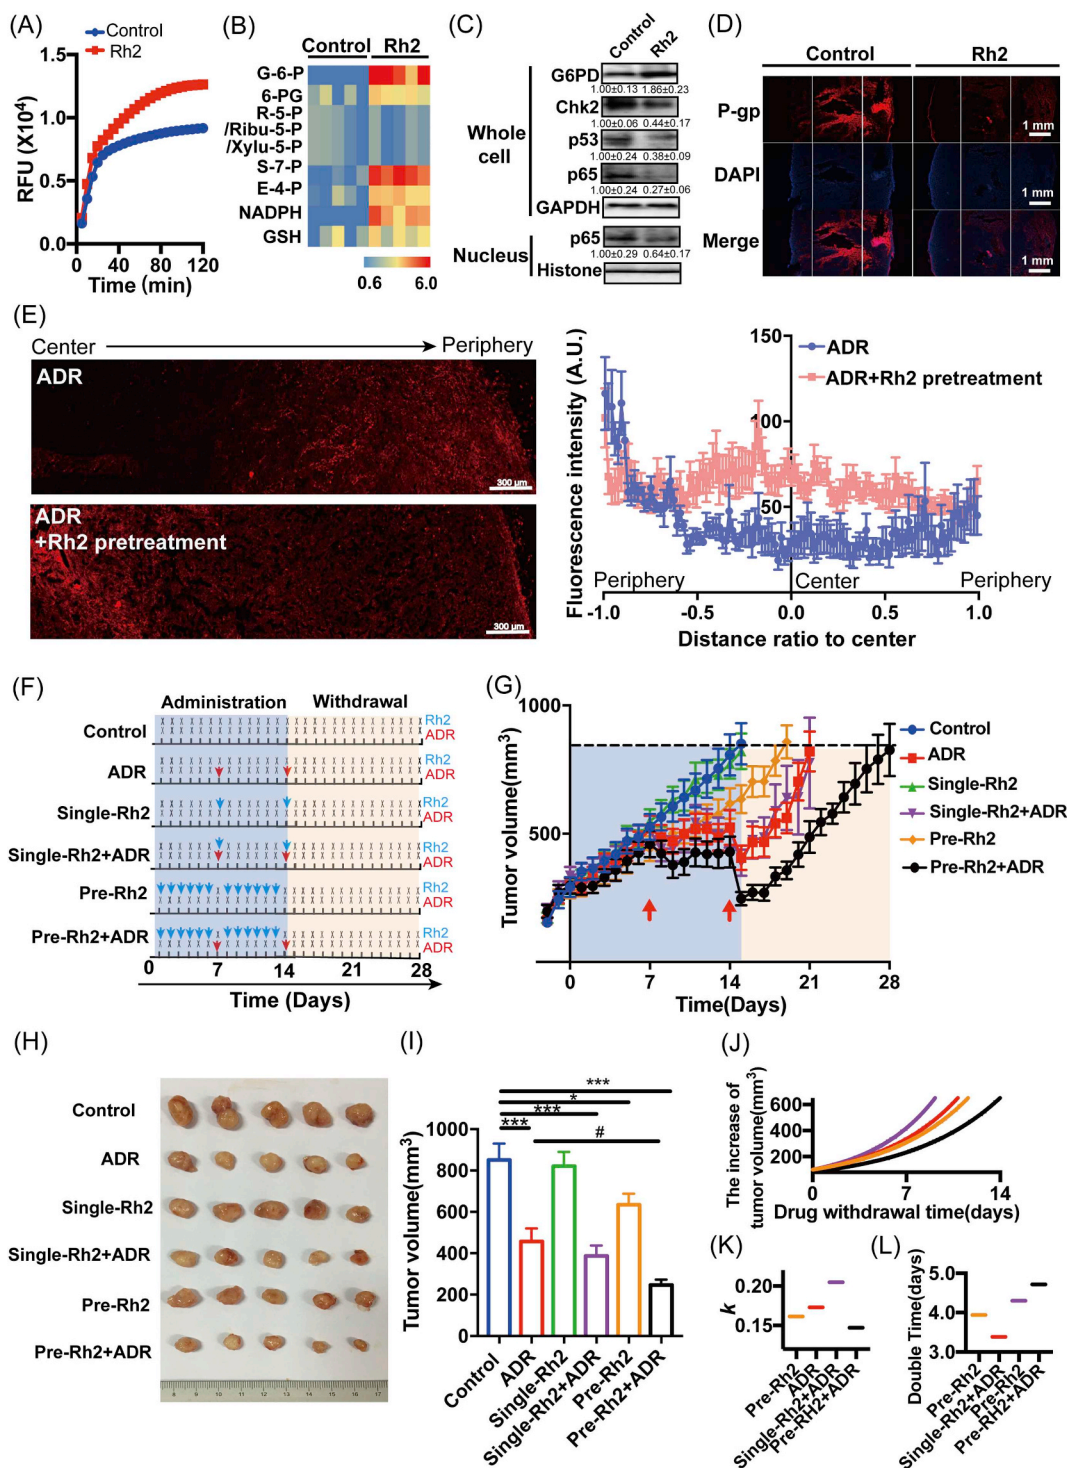 (A)
Control
Rh2
RFU (X10⁴)
1.5
1.0
0.5
0.0
0 40 80 120
Time (min)
(B)
Control Rh2
G-6-P
6-PG
R-5-P
/Ribu-5-P
/Xylu-5-P
S-7-P
E-4-P
NADPH
GSH
0.6 6.0
(C)
Control Rh2
Whole
cell
G6PD
1.00±0.13 1.86±0.23
Chk2
1.00±0.06 0.44±0.17
p53
1.00±0.24 0.38±0.09
p65
1.00±0.24 0.27±0.06
GAPDH
Nucleus
p65
1.00±0.29 0.64±0.17
Histone
(D)
Control Rh2
P-gp
1 mm 1 mm
DAPI
Merge
1 mm 1 mm
(E)
Center Periphery
ADR
300 μm
ADR
+Rh2 pretreatment
300 μm
Fluorescence intensity (A.U.)
150
100
50
ADR
ADR+Rh2 pretreatment
Periphery Center Periphery
-1.0 -0.5 0.0 0.5 1.0
Distance ratio to center
(F)
Administration Withdrawal
Control Rh2
ADR
ADR Rh2
ADR
Single-Rh2 Rh2
ADR
Single-Rh2+ADR Rh2
ADR
Pre-Rh2 Rh2
ADR
Pre-Rh2+ADR Rh2
ADR
0 7 14 21 28
Time (Days)
(G)
Tumor volume(mm³)
1000
500
0 7 14 21 28
Time(Days)
Control
ADR
Single-Rh2
Single-Rh2+ADR
Pre-Rh2
Pre-Rh2+ADR
(H)
Control
ADR
Single-Rh2
Single-Rh2+ADR
Pre-Rh2
Pre-Rh2+ADR
6 8 9 10 11 12 13 14 15 16 17
(I)
Tumor volume(mm³)
1000
800
600
400
200
0
***
*
***
***
#
Control
ADR
Single-Rh2
Single-Rh2+ADR
Pre-Rh2
Pre-Rh2+ADR
(J)
The increase of
tumor volume(mm³)
600
400
200
0 7 14
Drug withdrawal time(days)
(K)
k
0.20
0.15
Pre-Rh2
ADR
Single-Rh2+ADR
Pre-RH2+ADR
(L)
Double Time(days)
5.0
4.0
3.0
Pre-Rh2
Single-Rh2+ADR
Pre-Rh2
Pre-RH2+ADR